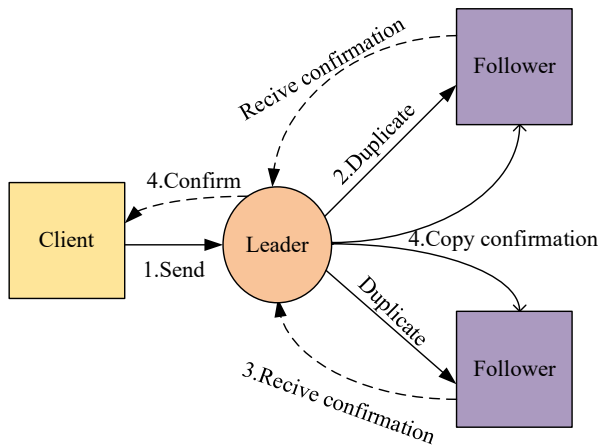 Recive confirmation
Follower
2.Duplicate
4.Confirm
Client
Leader
4.Copy confirmation
1.Send
Duplicate
Follower
3.Recive confirmation